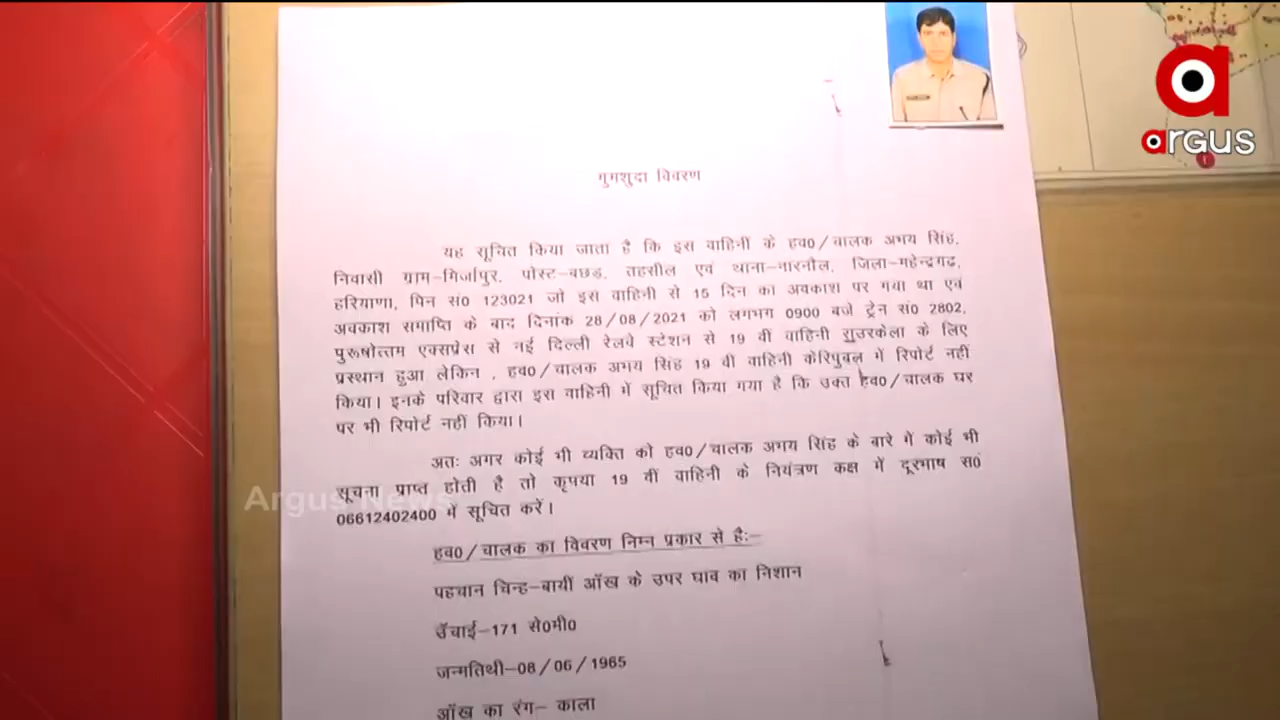 argus
गुमशुदा विवरण
यह सूचित किया जाता है कि इस वाहिनीं के हव0/चालक अभय सिंह,
निवासी ग्राम-मिर्जापुर, पोस्ट-बछड, तहसील एवं थाना-नारनौल, जिला-महेन्द्रगढ,
हरियाणा, पिन सं0 123021 जो इस वाहिनी से 15 दिन का अवकाश पर गया था एवं
अवकाश समाप्ति के बाद दिनांक 28/08/2021 को लगभग 0900 बजे ट्रेन सं0 2802,
पुरूषोत्तम एक्सप्रेस से नई दिल्ली रेलवे स्टेशन से 19 वीं वाहिनी राउरकेला के लिए
प्रस्थान हुआ लेकिन , हव0/चालक अभय सिंह 19 वीं वाहिनी केरिपुबल में रिपोर्ट नहीं
किया। इनके परिवार द्वारा इस वाहिनी में सूचित किया गया है कि उक्त हव0/चालक घर
पर भी रिपोर्ट नहीं किया।
अतः अगर कोई भी व्यक्ति को हव0/चालक अभय सिंह के बारे में कोई भी
सूचना प्राप्त होती है तो कृपया 19 वीं वाहिनी के नियंत्रण कक्ष में दूरभाष स0
Argus News
06612402400 में सूचित करें।
हव0/चालक का विवरण निम्न प्रकार से हैः-
पहचान चिन्ह-बायीं आँख के उपर घाव का निशान
उँचाई-171 से0मी0
जन्मतिथी-08/06/1965
आँख का रंग- काला